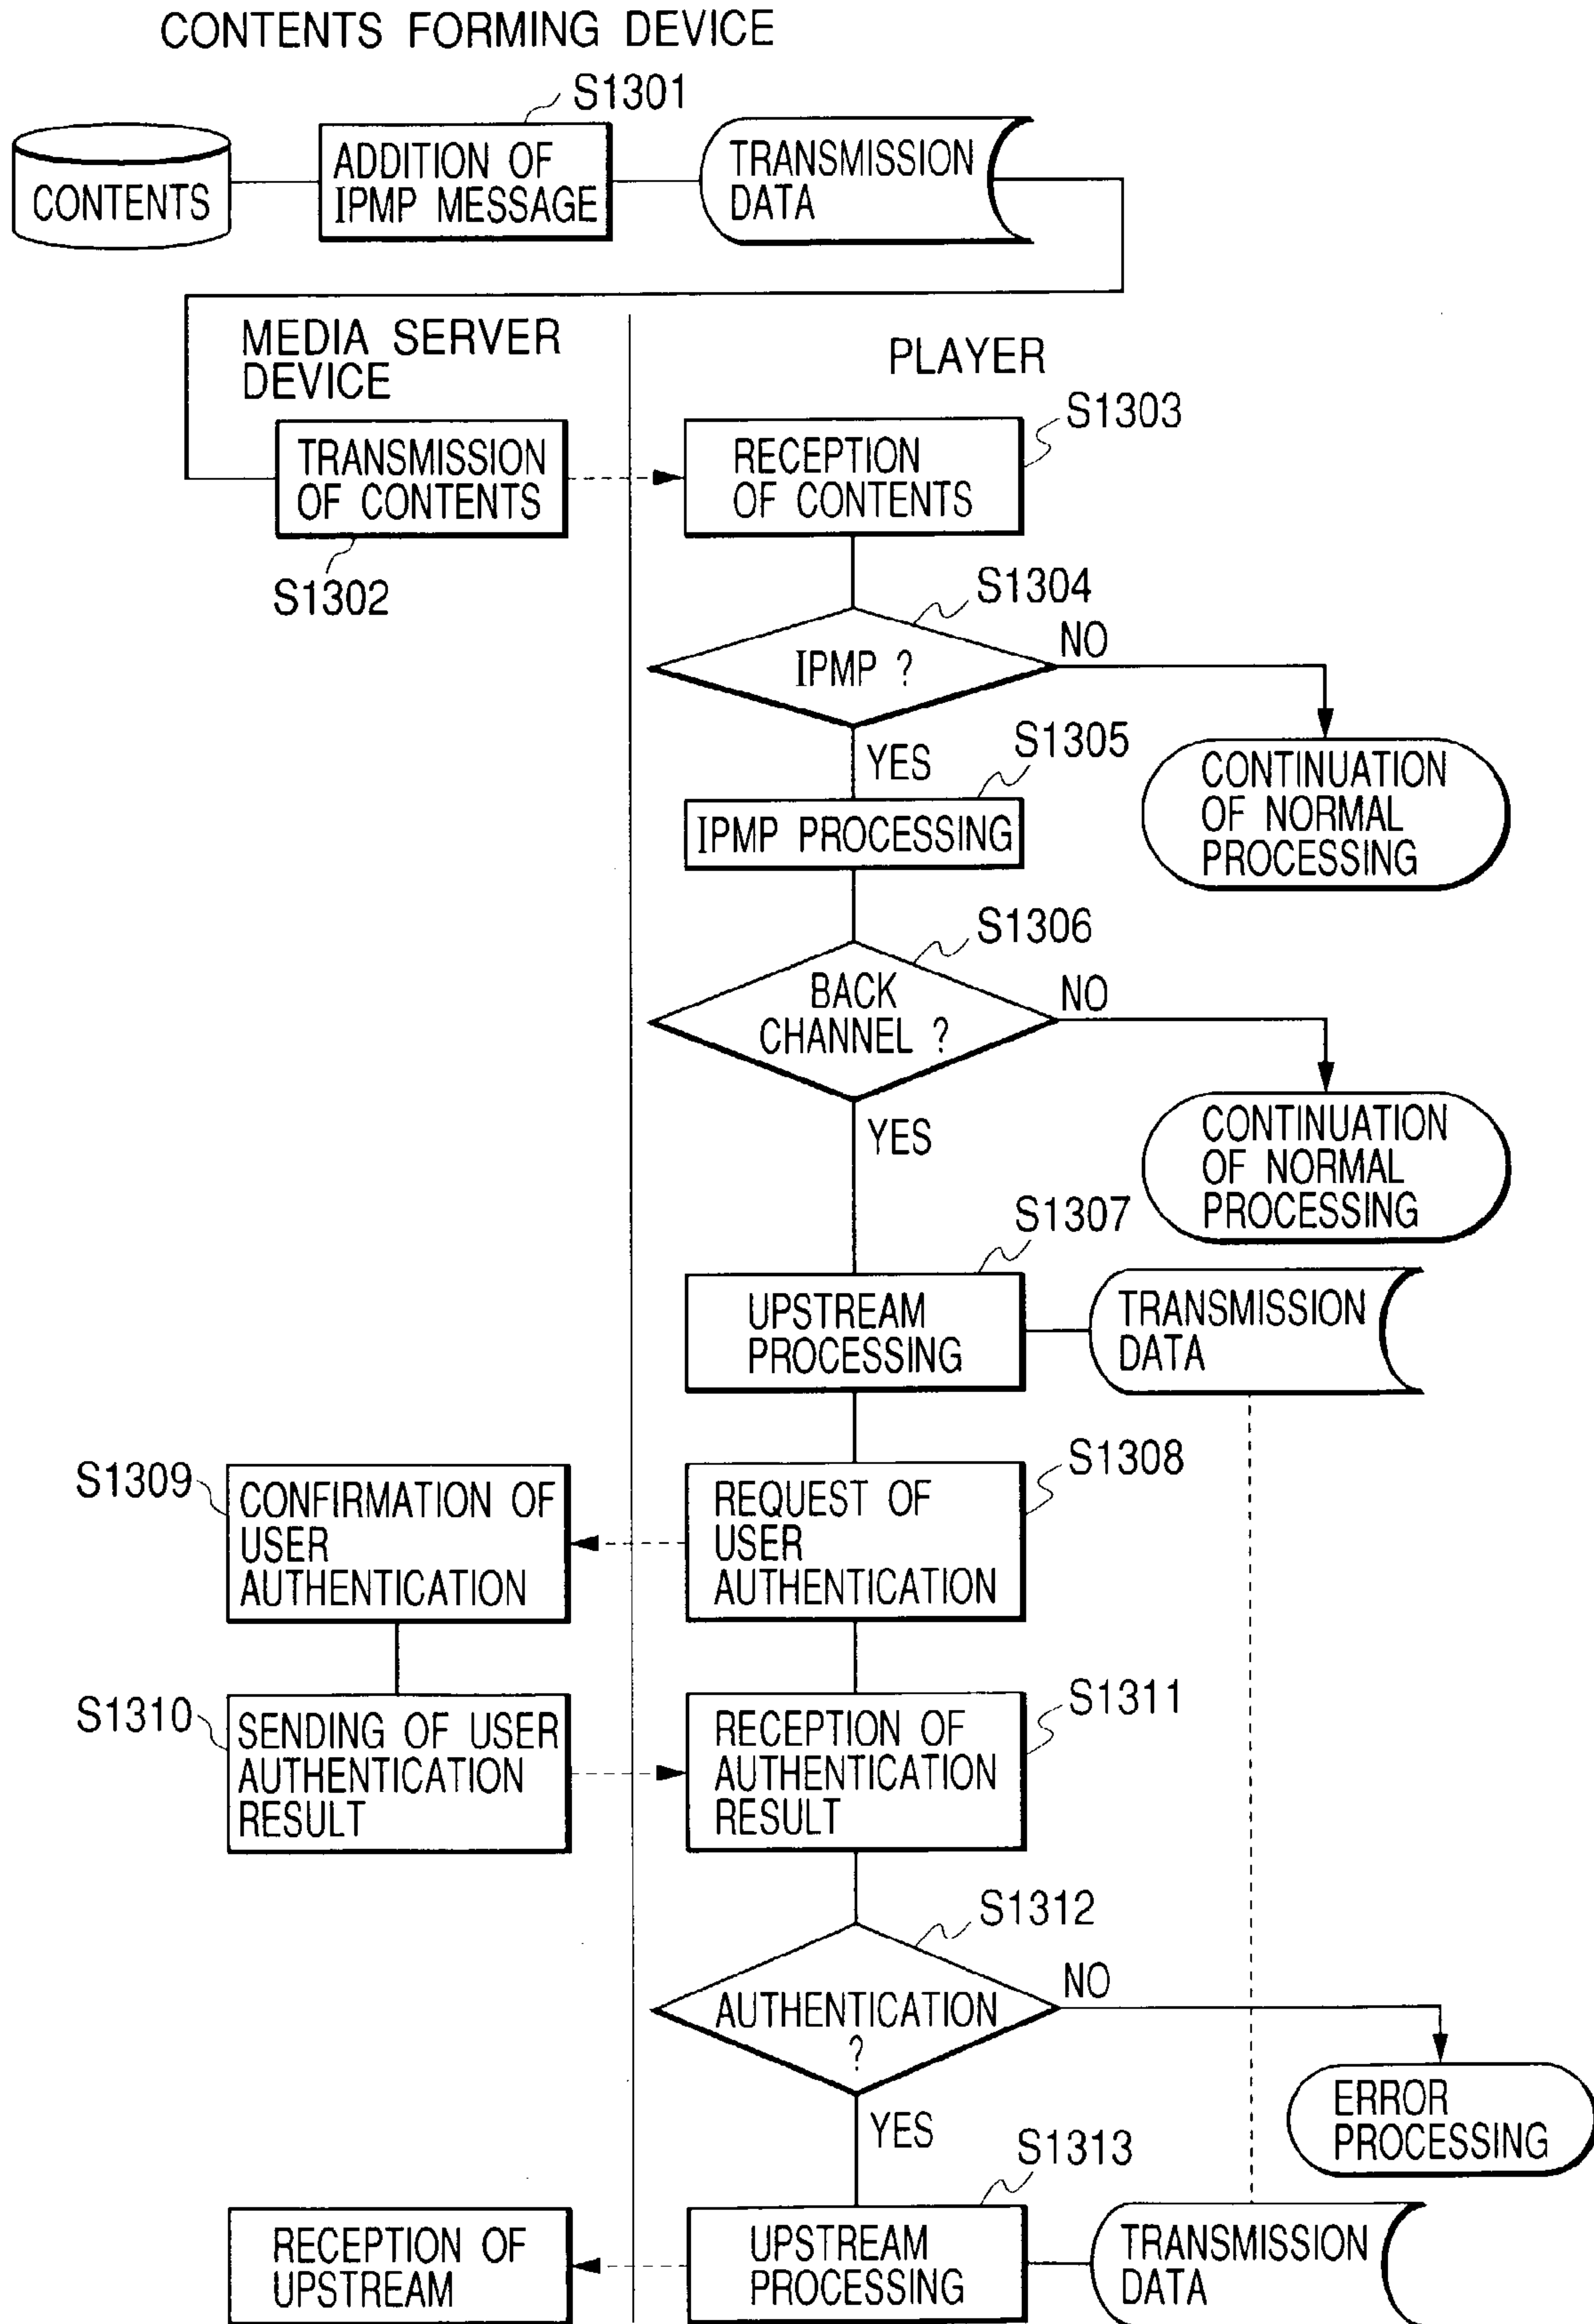 CONTENTS FORMING DEVICE
S1301
CONTENTS
ADDITION OF
IPMP MESSAGE
TRANSMISSION
DATA
MEDIA SERVER
DEVICE
PLAYER
S1303
TRANSMISSION
OF CONTENTS
RECEPTION
OF CONTENTS
S1302
S1304
IPMP ?
NO
S1305
YES
CONTINUATION
OF NORMAL
PROCESSING
IPMP PROCESSING
S1306
BACK
CHANNEL ?
NO
YES
CONTINUATION
OF NORMAL
PROCESSING
S1307
UPSTREAM
PROCESSING
TRANSMISSION
DATA
S1308
REQUEST OF
USER
AUTHENTICATION
S1309
CONFIRMATION OF
USER
AUTHENTICATION
S1310
SENDING OF USER
AUTHENTICATION
RESULT
S1311
RECEPTION OF
AUTHENTICATION
RESULT
S1312
AUTHENTICATION
?
NO
YES
ERROR
PROCESSING
S1313
RECEPTION OF
UPSTREAM
UPSTREAM
PROCESSING
TRANSMISSION
DATA